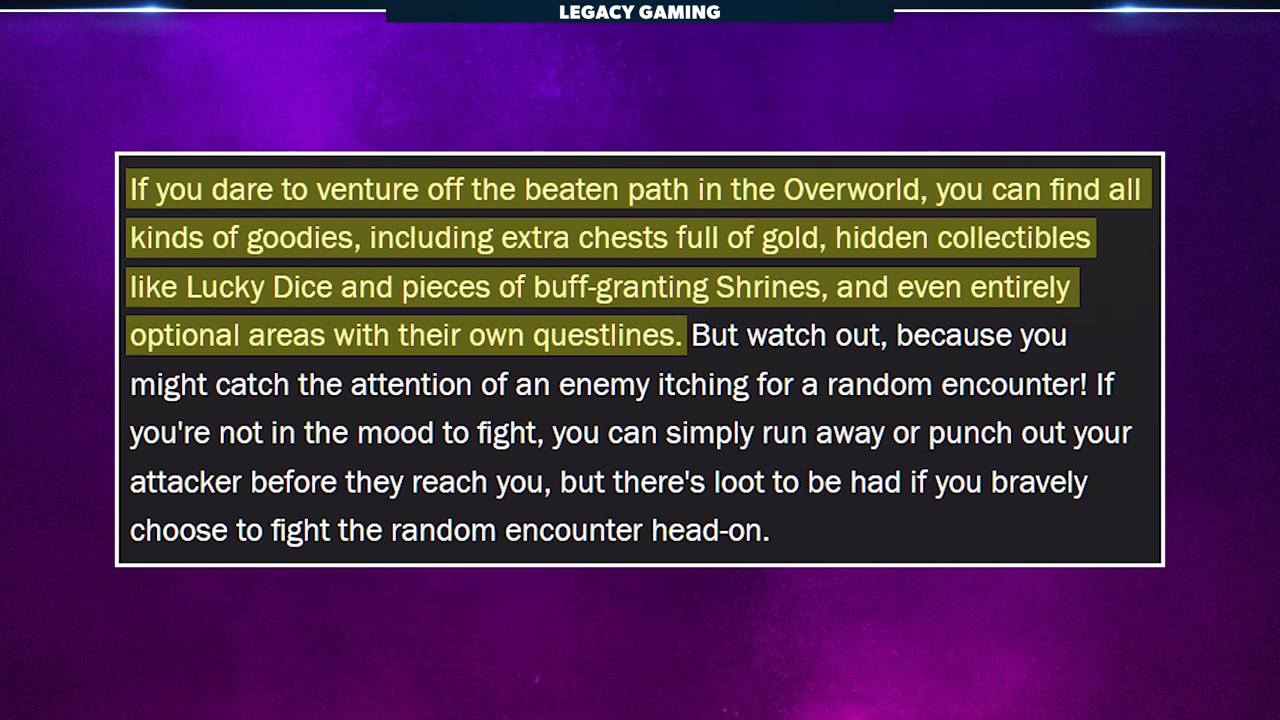 LEGACY GAMING
If you dare to venture off the beaten path in the Overworld, you can find all
kinds of goodies, including extra chests full of gold, hidden collectibles
like Lucky Dice and pieces of buff-granting Shrines, and even entirely
optional areas with their own questlines. But watch out, because you
might catch the attention of an enemy itching for a random encounter! If
you're not in the mood to fight, you can simply run away or punch out your
attacker before they reach you, but there's loot to be had if you bravely
choose to fight the random encounter head-on.